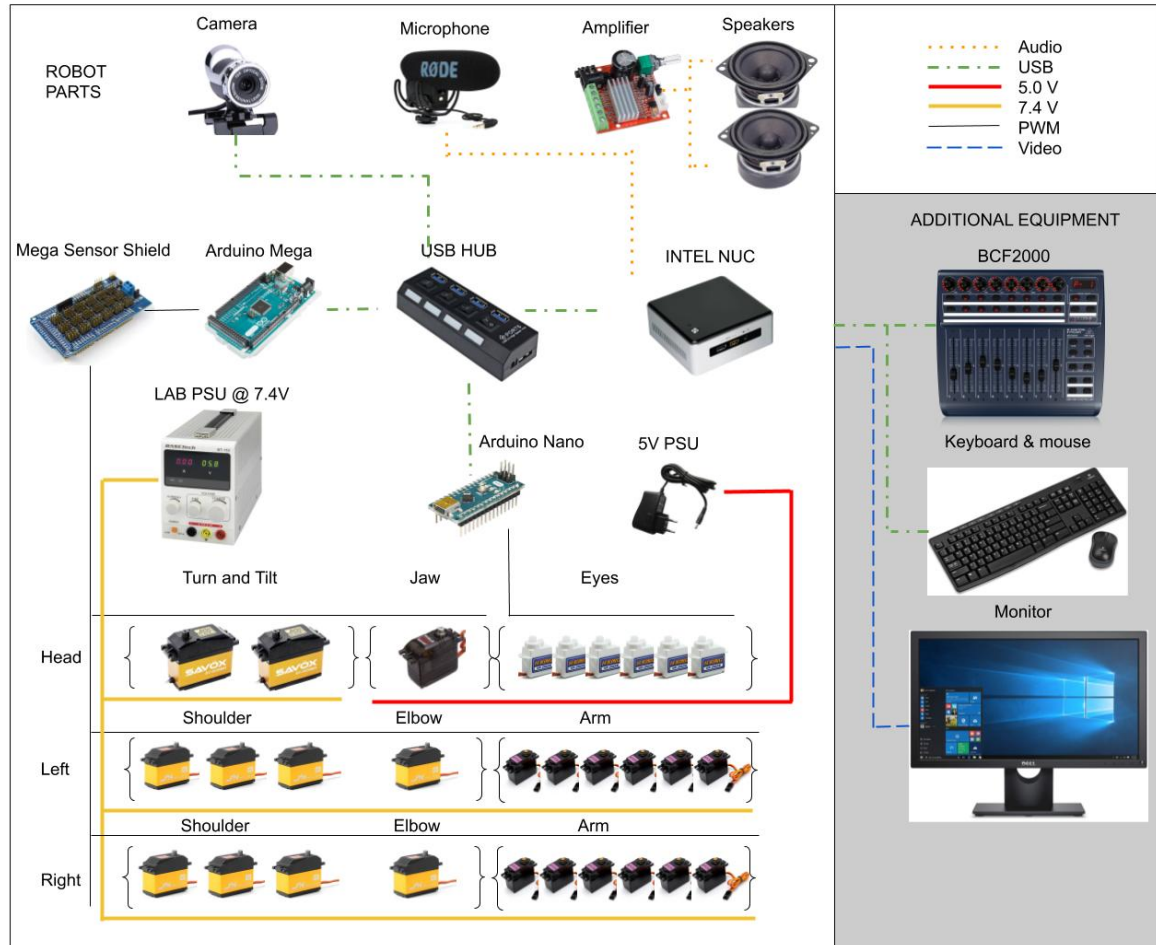 Camera
Microphone
Amplifier
Speakers
ROBOT
PARTS
RØDE
Audio
USB
5.0 V
7.4 V
PWM
Video
ADDITIONAL EQUIPMENT
BCF2000
Mega Sensor Shield
Arduino Mega
USB HUB
INTEL NUC
LAB PSU @ 7.4V
Arduino Nano
5V PSU
Keyboard & mouse
Turn and Tilt
Jaw
Eyes
Monitor
Head
SAVOX
SAVOX
Shoulder
Elbow
Arm
Left
DELL
Shoulder
Elbow
Arm
Right